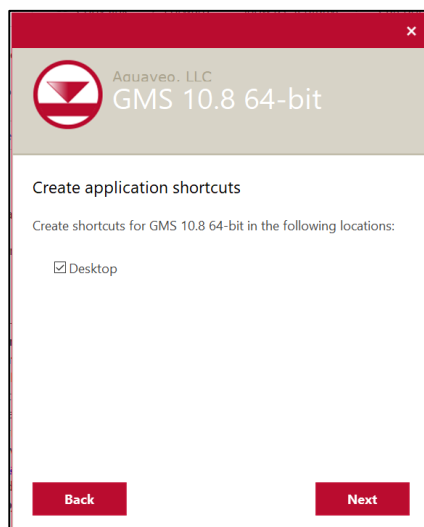 Aquaveo, LLC
GMS 10.8 64-bit
Create application shortcuts
Create shortcuts for GMS 10.8 64-bit in the following locations:
Desktop
Back
Next